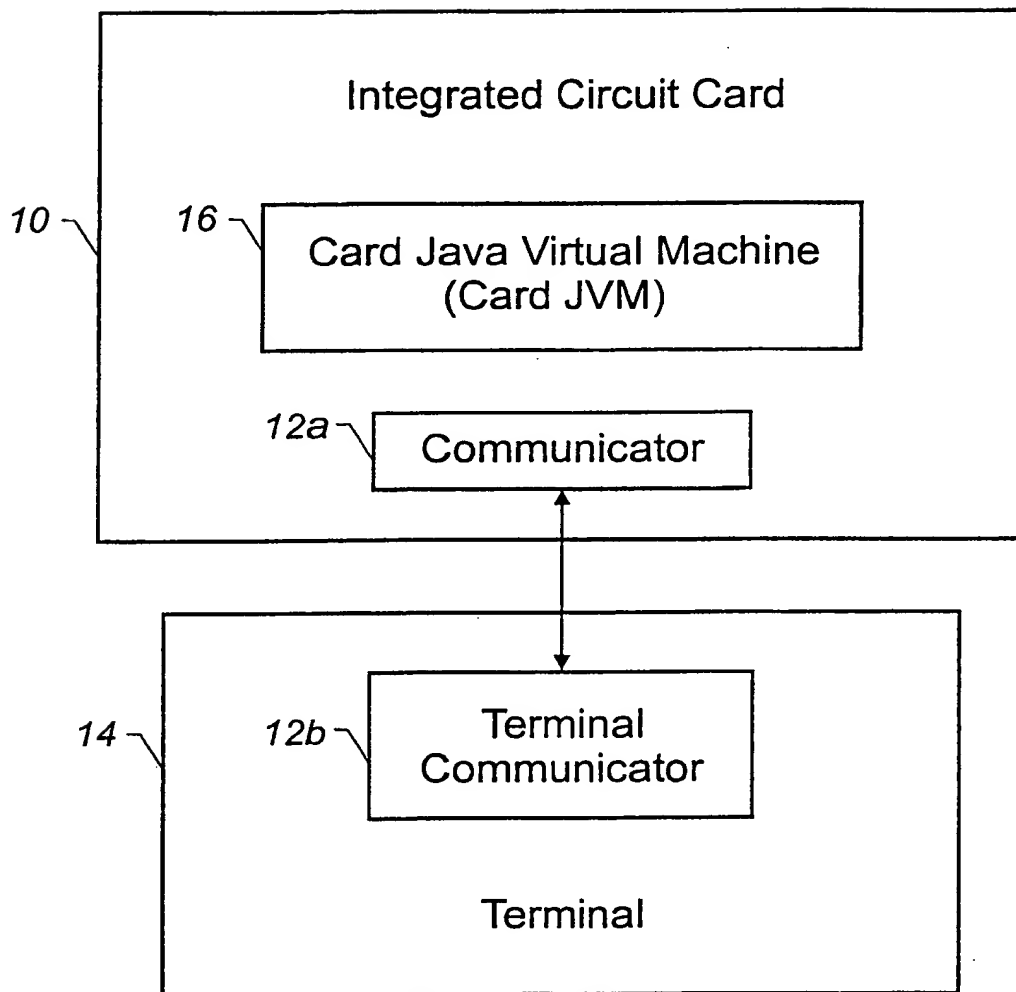 Integrated Circuit Card
10
16
Card Java Virtual Machine
(Card JVM)
12a
Communicator
14
12b
Terminal
Communicator
Terminal